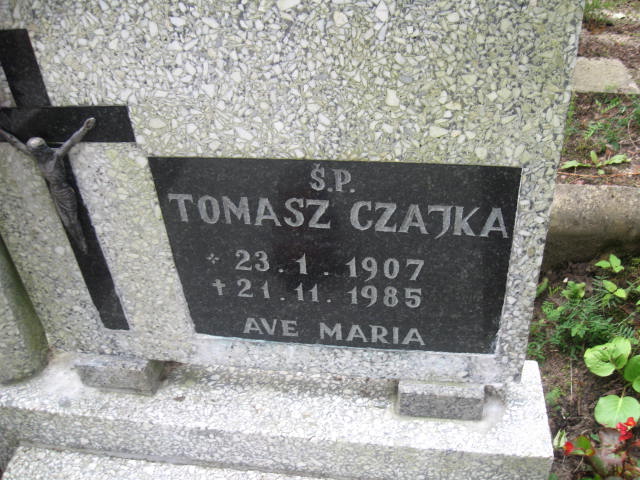 Ś.P.
TOMASZ CZAJKA
* 23.1.1907
† 21.11.1985
AVE MARIA